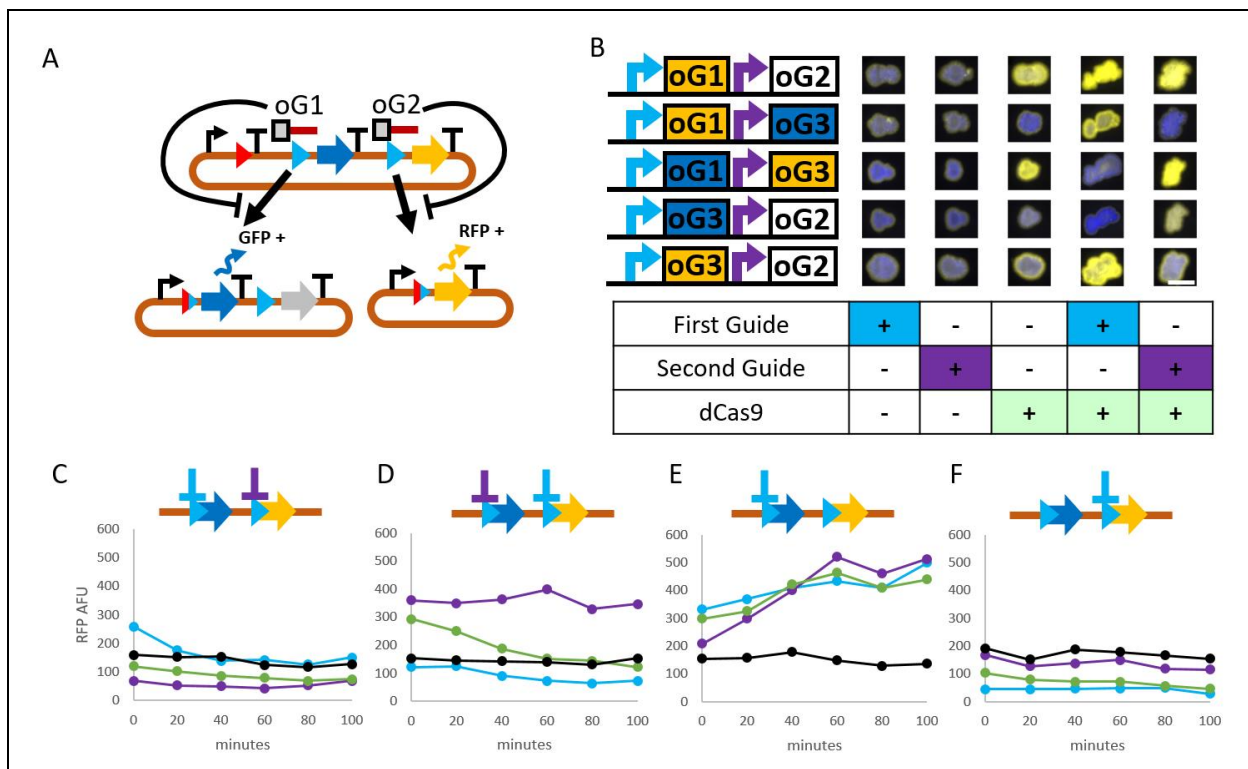 A
oG1 oG2
GFP +
RFP +
B
oG1 oG2
oG1 oG3
oG1 oG3
oG3 oG2
oG3 oG2
First Guide + - - + -
Second Guide - + - - +
dCas9 - - + + +
C
D
E
F
600
500
400
300
200
100
0
RFP AFU
0 20 40 60 80 100
minutes
600
500
400
300
200
100
0
0 20 40 60 80 100
minutes
600
500
400
300
200
100
0
0 20 40 60 80 100
minutes
600
500
400
300
200
100
0
0 20 40 60 80 100
minutes